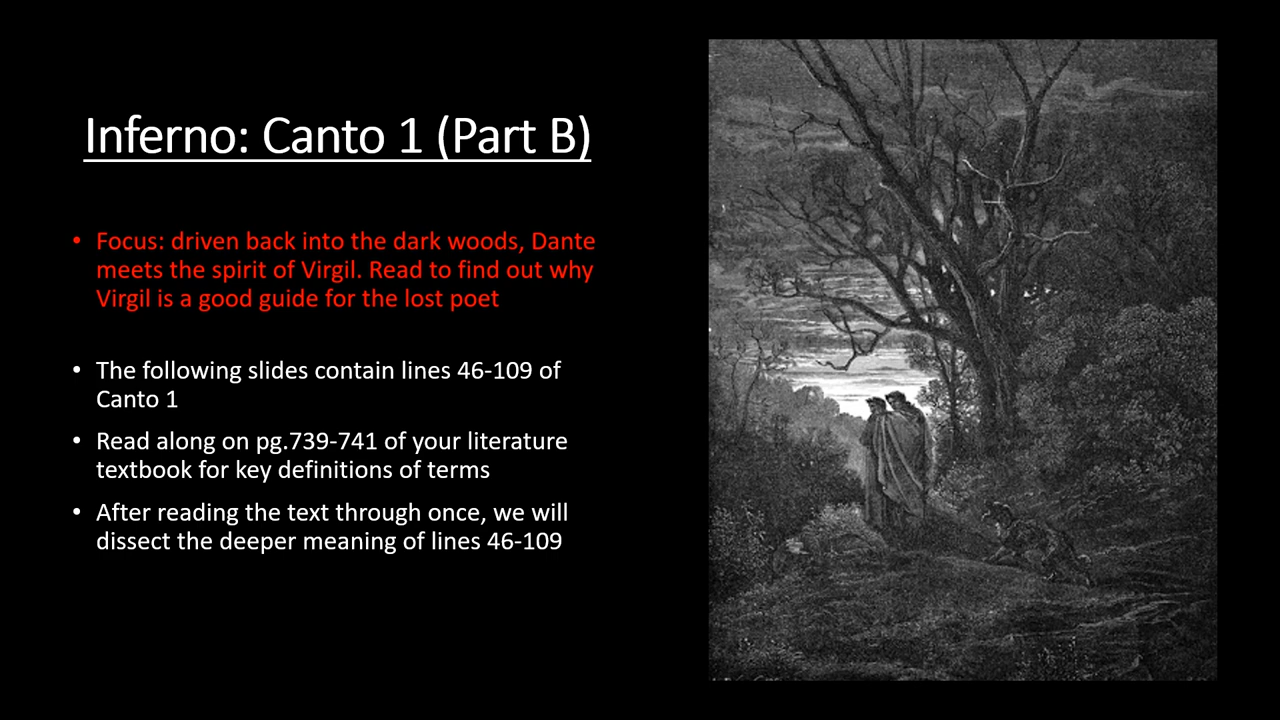 Inferno: Canto 1 (Part B)
• Focus: driven back into the dark woods, Dante
meets the spirit of Virgil. Read to find out why
Virgil is a good guide for the lost poet
• The following slides contain lines 46-109 of
Canto 1
• Read along on pg.739-741 of your literature
textbook for key definitions of terms
• After reading the text through once, we will
dissect the deeper meaning of lines 46-109